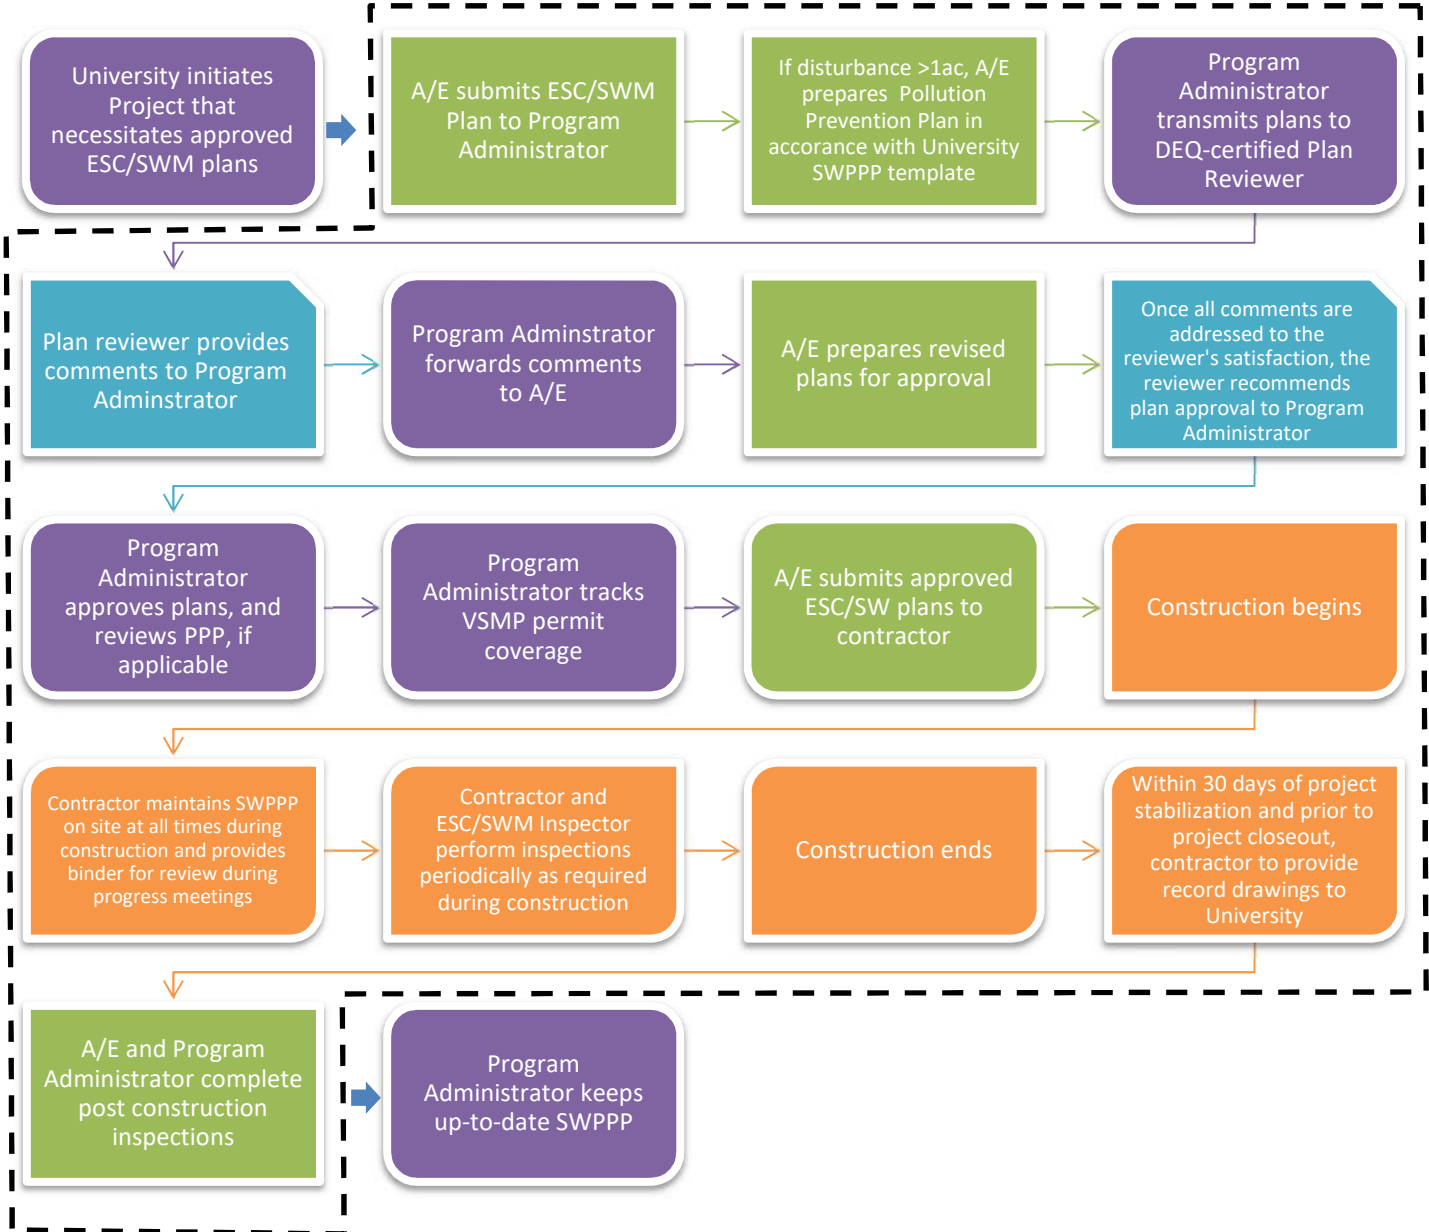 University initiates
Project that
necessitates approved
ESC/SWM plans
A/E submits ESC/SWM
Plan to Program
Administrator
If disturbance >1ac, A/E
prepares Pollution
Prevention Plan in
accorance with University
SWPPP template
Program
Administrator
transmits plans to
DEQ-certified Plan
Reviewer
Plan reviewer provides
comments to Program
Adminstrator
Program Adminstrator
forwards comments
to A/E
A/E prepares revised
plans for approval
Once all comments are
addressed to the
reviewer's satisfaction, the
reviewer recommends
plan approval to Program
Administrator
Program
Administrator
approves plans, and
reviews PPP, if
applicable
Program
Administrator tracks
VSMP permit
coverage
A/E submits approved
ESC/SW plans to
contractor
Construction begins
Contractor maintains SWPPP
on site at all times during
construction and provides
binder for review during
progress meetings
Contractor and
ESC/SWM Inspector
perform inspections
periodically as required
during construction
Construction ends
Within 30 days of project
stabilization and prior to
project closeout,
contractor to provide
record drawings to
University
A/E and Program
Administrator complete
post construction
inspections
Program
Administrator keeps
up-to-date SWPPP